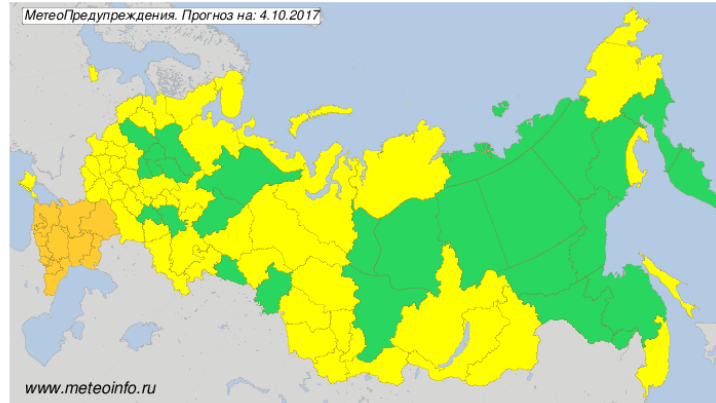 МетеоПредупреждения. Прогноз на: 4.10.2017
www.meteoinfo.ru